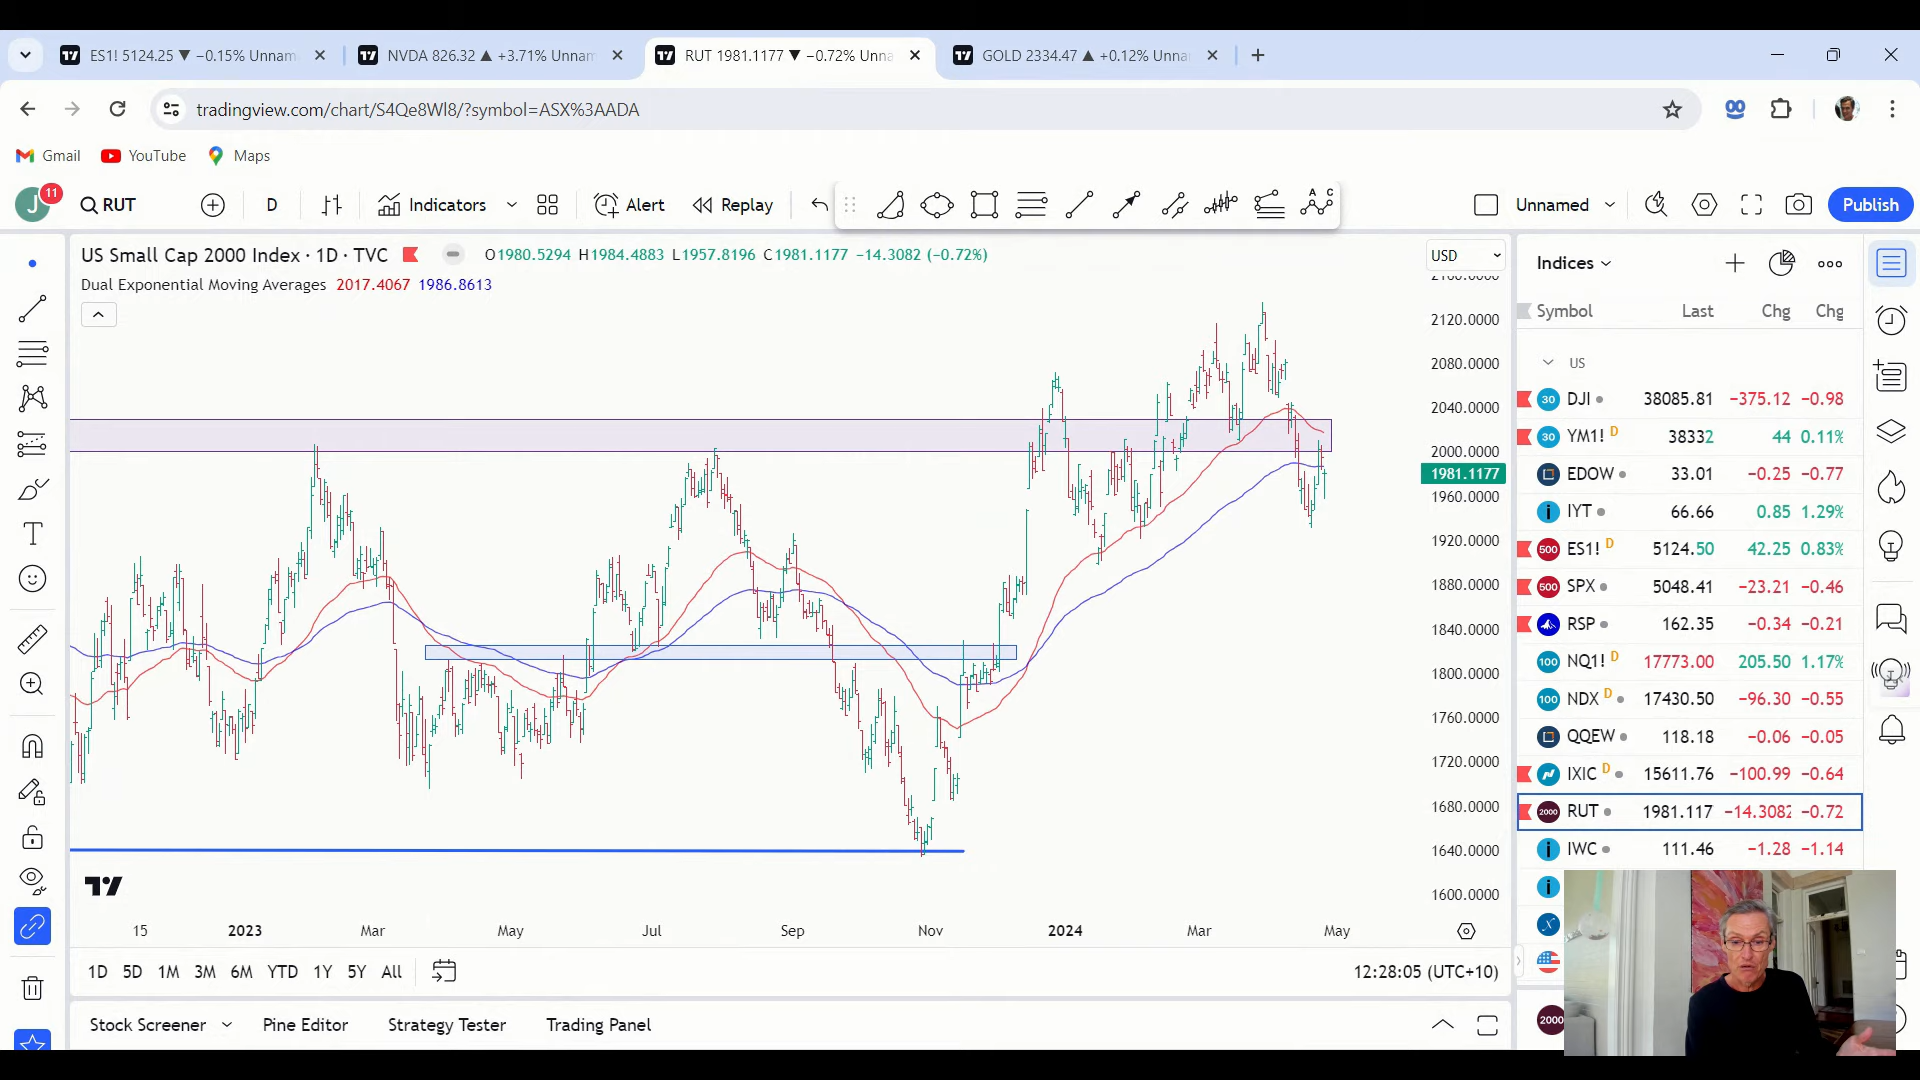 ES1! 5124.25 ▼ −0.15% Unnam
NVDA 826.32 ▲ +3.71% Unnam
RUT 1981.1177 ▼ −0.72% Unna
GOLD 2334.47 ▲ +0.12% Unna
tradingview.com/chart/S4Qe8Wl8/?symbol=ASX%3AADA
Gmail YouTube Maps
J 11 RUT D Indicators Alert Replay A C Unnamed Publish
US Small Cap 2000 Index · 1D · TVC O1980.5294 H1984.4883 L1957.8196 C1981.1177 −14.3082 (−0.72%)
Dual Exponential Moving Averages 2017.4067 1986.8613
USD
2120.0000
2080.0000
2040.0000
2000.0000
1981.1177
1960.0000
1920.0000
1880.0000
1840.0000
1800.0000
1760.0000
1720.0000
1680.0000
1640.0000
1600.0000
15 2023 Mar May Jul Sep Nov 2024 Mar May
1D 5D 1M 3M 6M YTD 1Y 5Y All
12:28:05 (UTC+10)
Stock Screener Pine Editor Strategy Tester Trading Panel
Indices
Symbol Last Chg Chg
US
30 DJI 38085.81 −375.12 −0.98
30 YM1! D 38332 44 0.11%
EDOW 33.01 −0.25 −0.77
IYT 66.66 0.85 1.29%
500 ES1! D 5124.50 42.25 0.83%
500 SPX 5048.41 −23.21 −0.46
RSP 162.35 −0.34 −0.21
100 NQ1! D 17773.00 205.50 1.17%
100 NDX D 17430.50 −96.30 −0.55
QQEW 118.18 −0.06 −0.05
IXIC D 15611.76 −100.99 −0.64
2000 RUT 1981.117 −14.3082 −0.72
IWC 111.46 −1.28 −1.14
2000